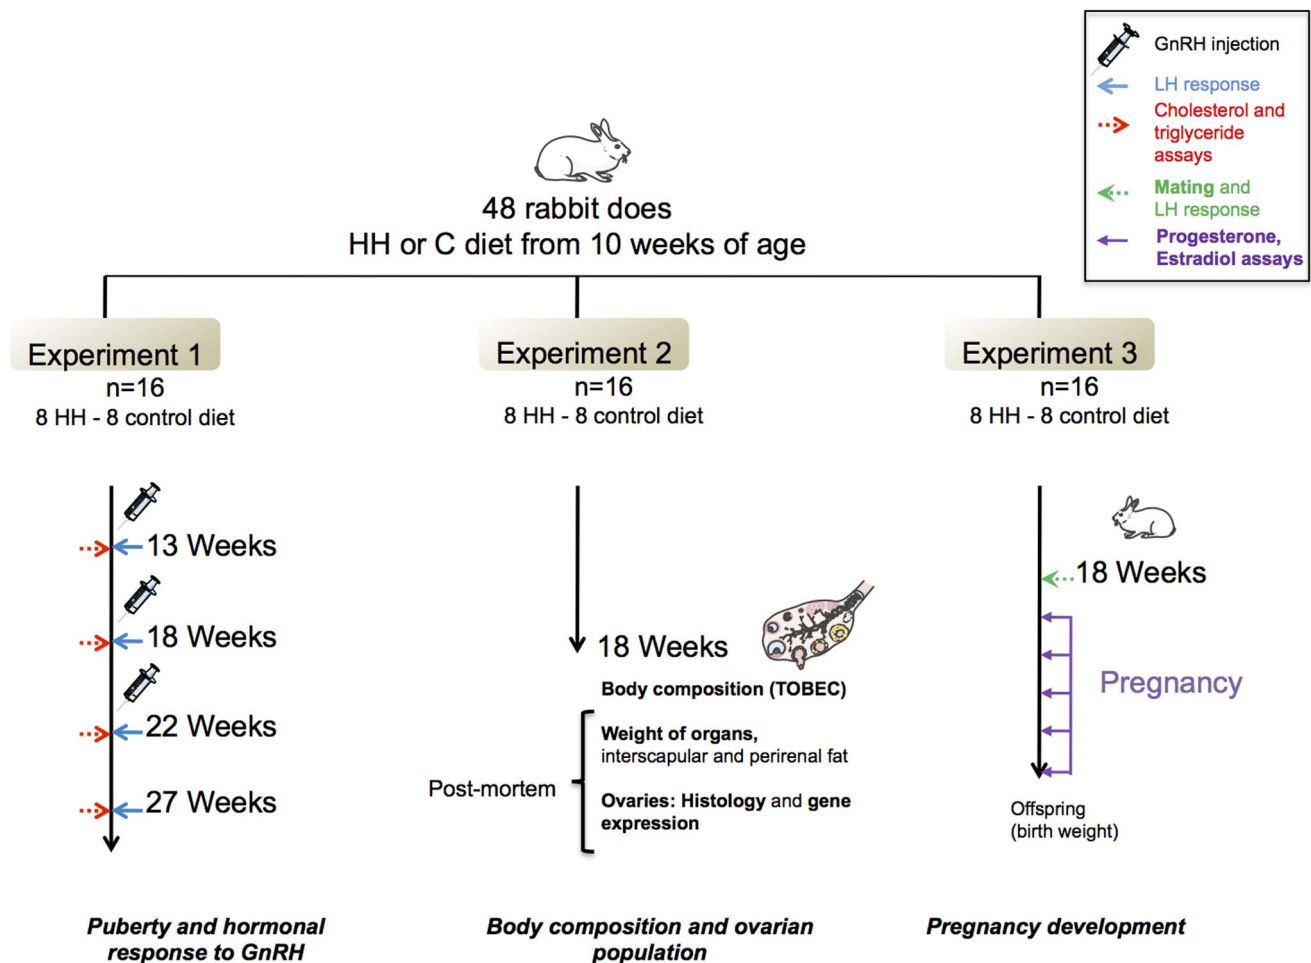 GnRH injection
LH response
Cholesterol and
triglyceride
assays
Mating and
LH response
Progesterone,
Estradiol assays
48 rabbit does
HH or C diet from 10 weeks of age
Experiment 1
n=16
8 HH - 8 control diet
13 Weeks
18 Weeks
22 Weeks
27 Weeks
Puberty and hormonal
response to GnRH
Experiment 2
n=16
8 HH - 8 control diet
18 Weeks
Body composition (TOBEC)
Post-mortem
Weight of organs,
interscapular and perirenal fat
Ovaries: Histology and gene
expression
Body composition and ovarian
population
Experiment 3
n=16
8 HH - 8 control diet
18 Weeks
Pregnancy
Offspring
(birth weight)
Pregnancy development